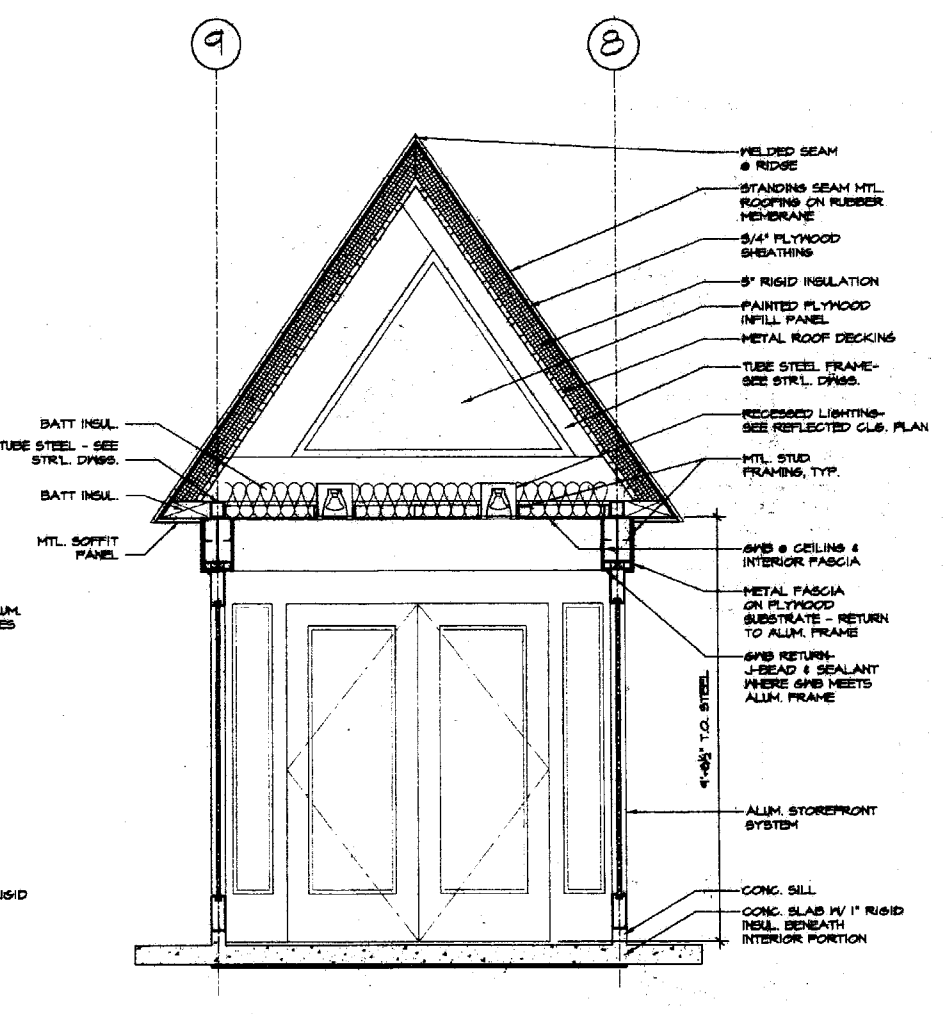 9
8
WELDED SEAM
@ RIDGE
STANDING SEAM MTL.
ROOFING ON RUBBER
MEMBRANE
3/4" PLYWOOD
SHEATHING
RIGID INSULATION
PAINTED PLYWOOD
INFILL PANEL
METAL ROOF DECKING
TUBE STEEL FRAME-
SEE STR'L. DWGS.
RECESSED LIGHTING-
SEE REFLECTED CLG. PLAN
MTL. STUD
FRAMING, TYP.
BATT INSUL.
TUBE STEEL - SEE
STR'L. DWGS.
BATT INSUL.
MTL. SOFFIT
PANEL
GWB @ CEILING &
INTERIOR FASCIA
METAL FASCIA
ON PLYWOOD
SUBSTRATE - RETURN
TO ALUM. FRAME
GWB RETURN-
J-BEAD & SEALANT
WHERE GWB MEETS
ALUM. FRAME
T.O. STEEL
ALUM. STOREFRONT
SYSTEM
CONC. SILL
CONC. SLAB W/ 1" RIGID
INSUL. BENEATH
INTERIOR PORTION